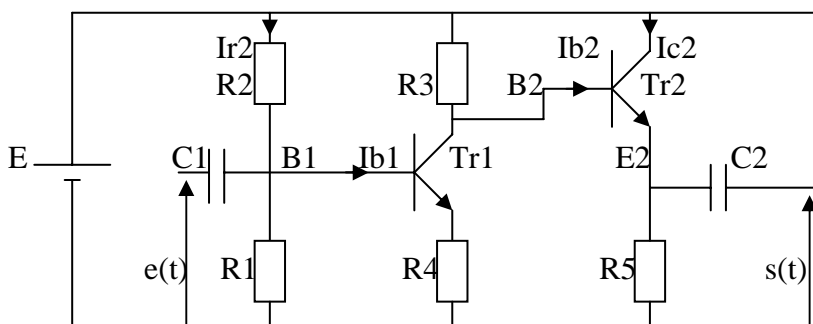 Ir2 Ib2 Ic2
R2 R3 B2 Tr2
E C1 B1 Ib1 Tr1 E2 C2
e(t) R1 R4 R5 s(t)